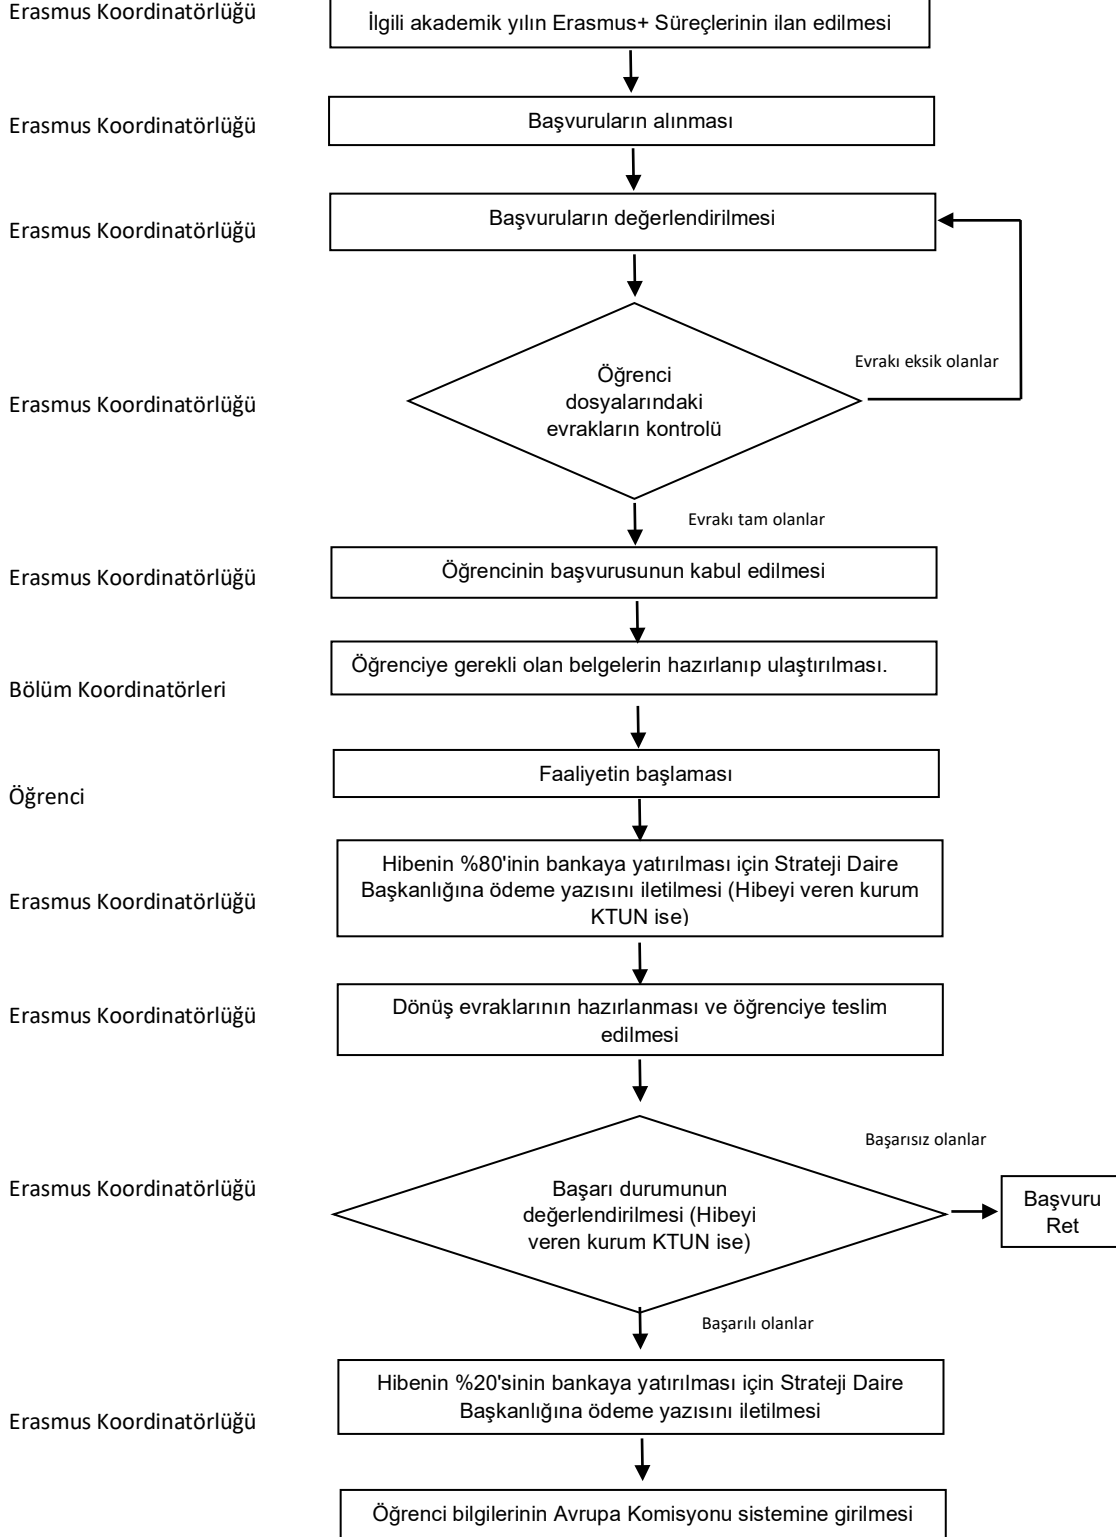 Erasmus Koordinatörlüğü
İlgili akademik yılın Erasmus+ Süreçlerinin ilan edilmesi
Erasmus Koordinatörlüğü
Başvuruların alınması
Erasmus Koordinatörlüğü
Başvuruların değerlendirilmesi
Evrakı eksik olanlar
Erasmus Koordinatörlüğü
Öğrenci
dosyalarındaki
evrakların kontrolü
Evrakı tam olanlar
Erasmus Koordinatörlüğü
Öğrencinin başvurusunun kabul edilmesi
Bölüm Koordinatörleri
Öğrenciye gerekli olan belgelerin hazırlanıp ulaştırılması.
Öğrenci
Faaliyetin başlaması
Erasmus Koordinatörlüğü
Hibenin %80'inin bankaya yatırılması için Strateji Daire
Başkanlığına ödeme yazısını iletilmesi (Hibeyi veren kurum
KTUN ise)
Erasmus Koordinatörlüğü
Dönüş evraklarının hazırlanması ve öğrenciye teslim
edilmesi
Başarısız olanlar
Erasmus Koordinatörlüğü
Başarı durumunun
değerlendirilmesi (Hibeyi
veren kurum KTUN ise)
Başvuru
Ret
Başarılı olanlar
Erasmus Koordinatörlüğü
Hibenin %20'sinin bankaya yatırılması için Strateji Daire
Başkanlığına ödeme yazısını iletilmesi
Öğrenci bilgilerinin Avrupa Komisyonu sistemine girilmesi